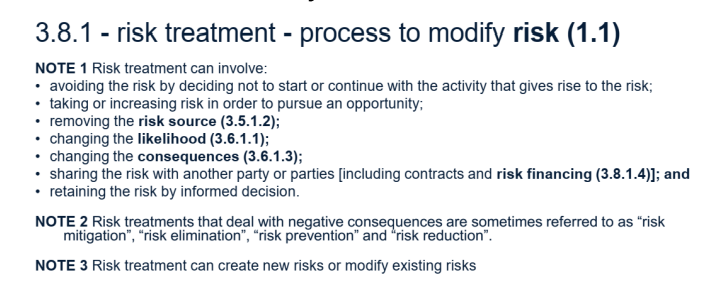 3.8.1 - risk treatment - process to modify risk (1.1)
NOTE 1 Risk treatment can involve:
• avoiding the risk by deciding not to start or continue with the activity that gives rise to the risk;
• taking or increasing risk in order to pursue an opportunity;
• removing the risk source (3.5.1.2);
• changing the likelihood (3.6.1.1);
• changing the consequences (3.6.1.3);
• sharing the risk with another party or parties [including contracts and risk financing (3.8.1.4)]; and
• retaining the risk by informed decision.
NOTE 2 Risk treatments that deal with negative consequences are sometimes referred to as “risk
mitigation”, “risk elimination”, “risk prevention” and “risk reduction”.
NOTE 3 Risk treatment can create new risks or modify existing risks